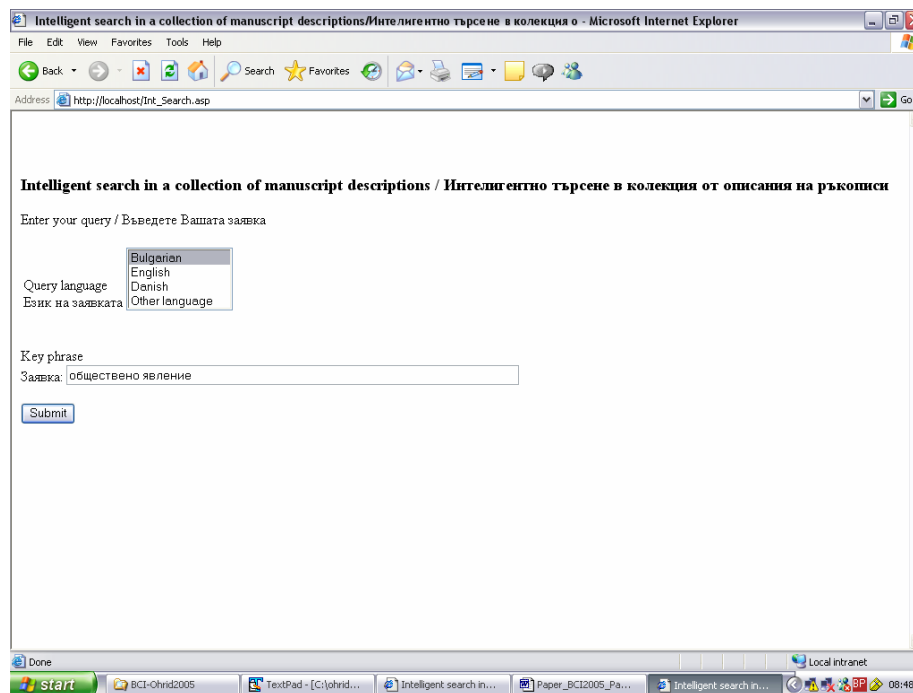 Intelligent search in a collection of manuscript descriptions/Интелигентно търсене в колекция о - Microsoft Internet Explorer
File Edit View Favorites Tools Help
Back Search Favorites
Address http://localhost/Int_Search.asp Go
Intelligent search in a collection of manuscript descriptions / Интелигентно търсене в колекция от описания на ръкописи
Enter your query / Въведете Вашата заявка
Bulgarian
English
Query language Danish
Език на заявката Other language
Key phrase
Заявка: обществено явление
Submit
Done Local intranet
start BCI-Ohrid2005 TextPad - [C:\ohrid... Intelligent search in... Paper_BCI2005_Pa... Intelligent search in... BP 08:48